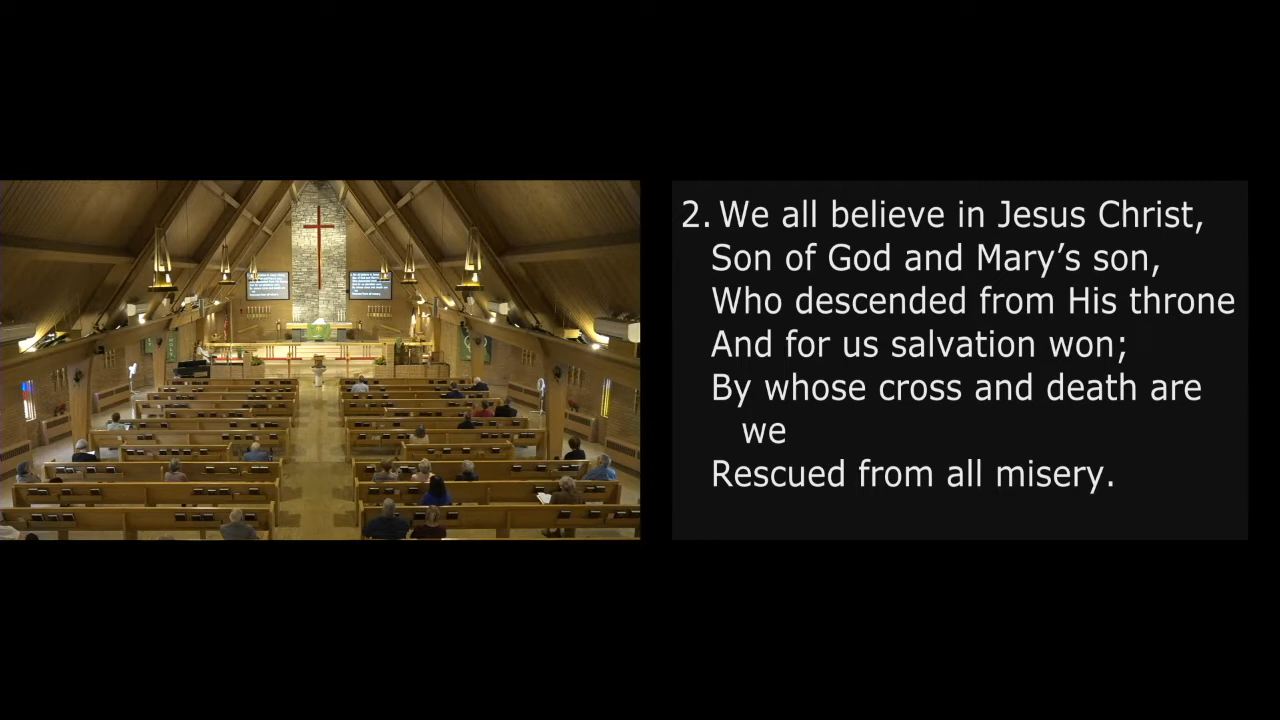 2. We all believe in Jesus Christ,
Son of God and Mary’s son,
Who descended from His throne
And for us salvation won;
By whose cross and death are
we
Rescued from all misery.